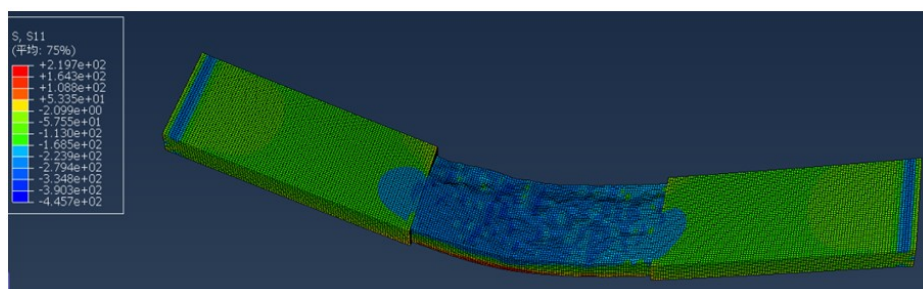 S, S11
(平均: 75%)
+2.197e+02
+1.643e+02
+1.088e+02
+5.335e+01
-2.099e+00
-5.755e+01
-1.130e+02
-1.685e+02
-2.239e+02
-2.794e+02
-3.348e+02
-3.903e+02
-4.457e+02